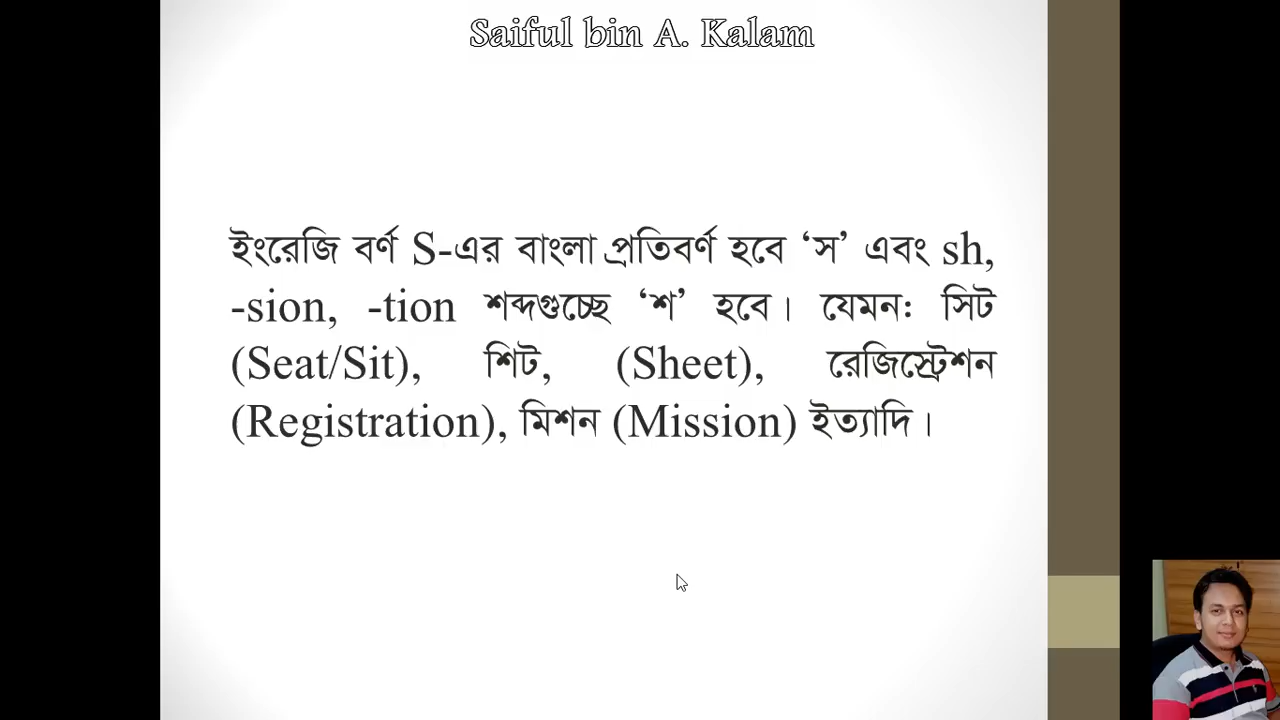 Saiful bin A. Kalam
ইংরেজি বর্ণ S-এর বাংলা প্রতিবর্ণ হবে ‘স’ এবং sh,
-sion, -tion শব্দগুচ্ছে ‘শ’ হবে। যেমনঃ সিট
(Seat/Sit), শিট, (Sheet), রেজিস্ট্রেশন
(Registration), মিশন (Mission) ইত্যাদি।